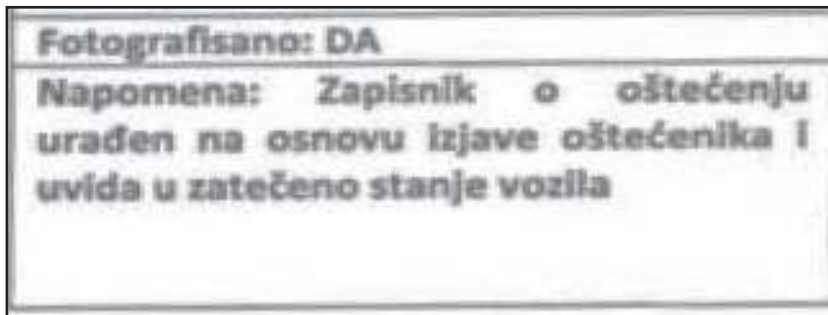 Fotografisano: DA
Napomena: Zapisnik o oštećenju
urađen na osnovu izjave oštećenika i
uvida u zatečeno stanje vozila